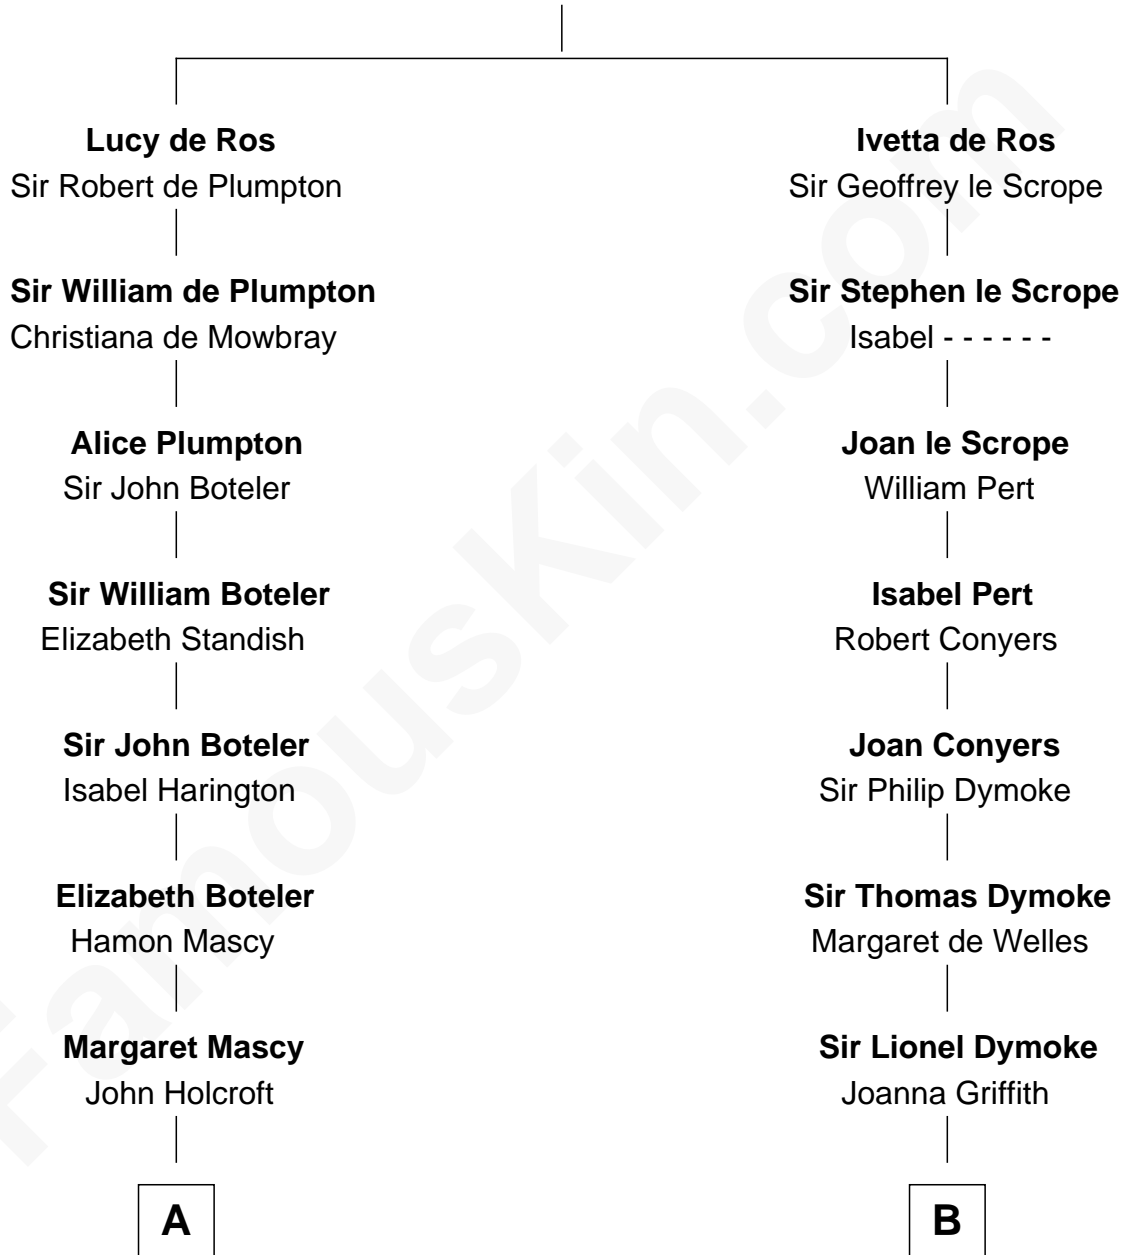 Lucy de Ros
Sir Robert de Plumpton
Sir William de Plumpton
Christiana de Mowbray
Alice Plumpton
Sir John Boteler
Sir William Boteler
Elizabeth Standish
Sir John Boteler
Isabel Harington
Elizabeth Boteler
Hamon Mascy
Margaret Mascy
John Holcroft
A
Ivetta de Ros
Sir Geoffrey le Scrope
Sir Stephen le Scrope
Isabel - - - - - -
Joan le Scrope
William Pert
Isabel Pert
Robert Conyers
Joan Conyers
Sir Philip Dymoke
Sir Thomas Dymoke
Margaret de Welles
Sir Lionel Dymoke
Joanna Griffith
B
FamousKin.com